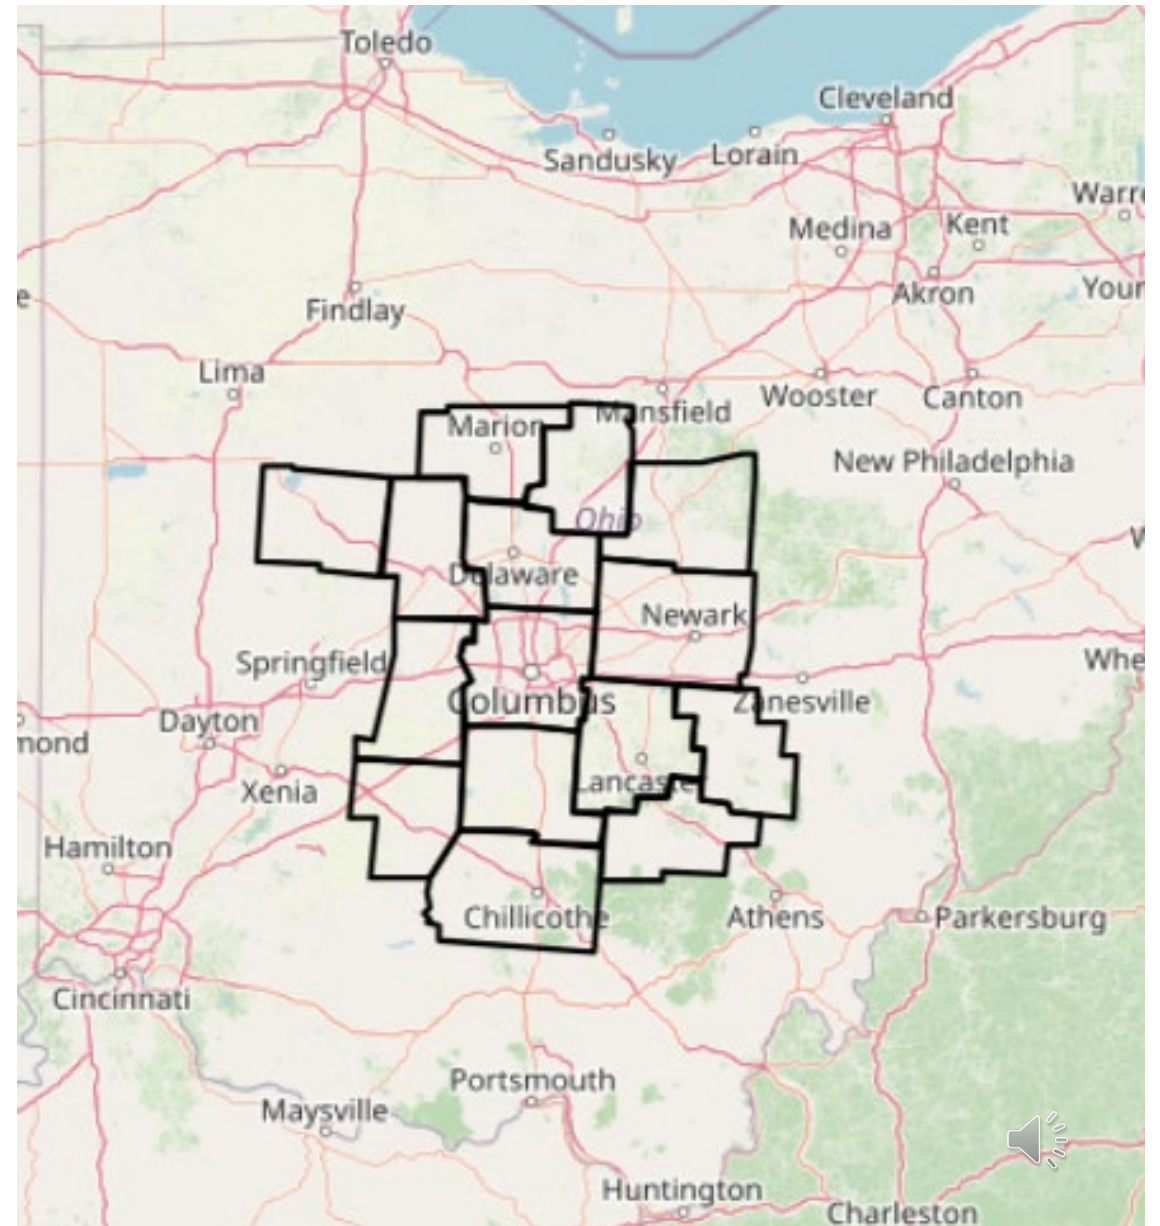 Toledo
Cleveland
Sandusky
Lorain
Warre
Medina
Kent
Akron
Your
e
Findlay
Lima
Wooster
Canton
Mansfield
Marion
New Philadelphia
Ohio
W
Delaware
Newark
Springfield
Whe
Columbus
Zanesville
Dayton
mond
Lancaster
Xenia
Hamilton
Chillicothe
Athens
Parkersburg
Cincinnati
Portsmouth
Maysville
Huntington
Charleston